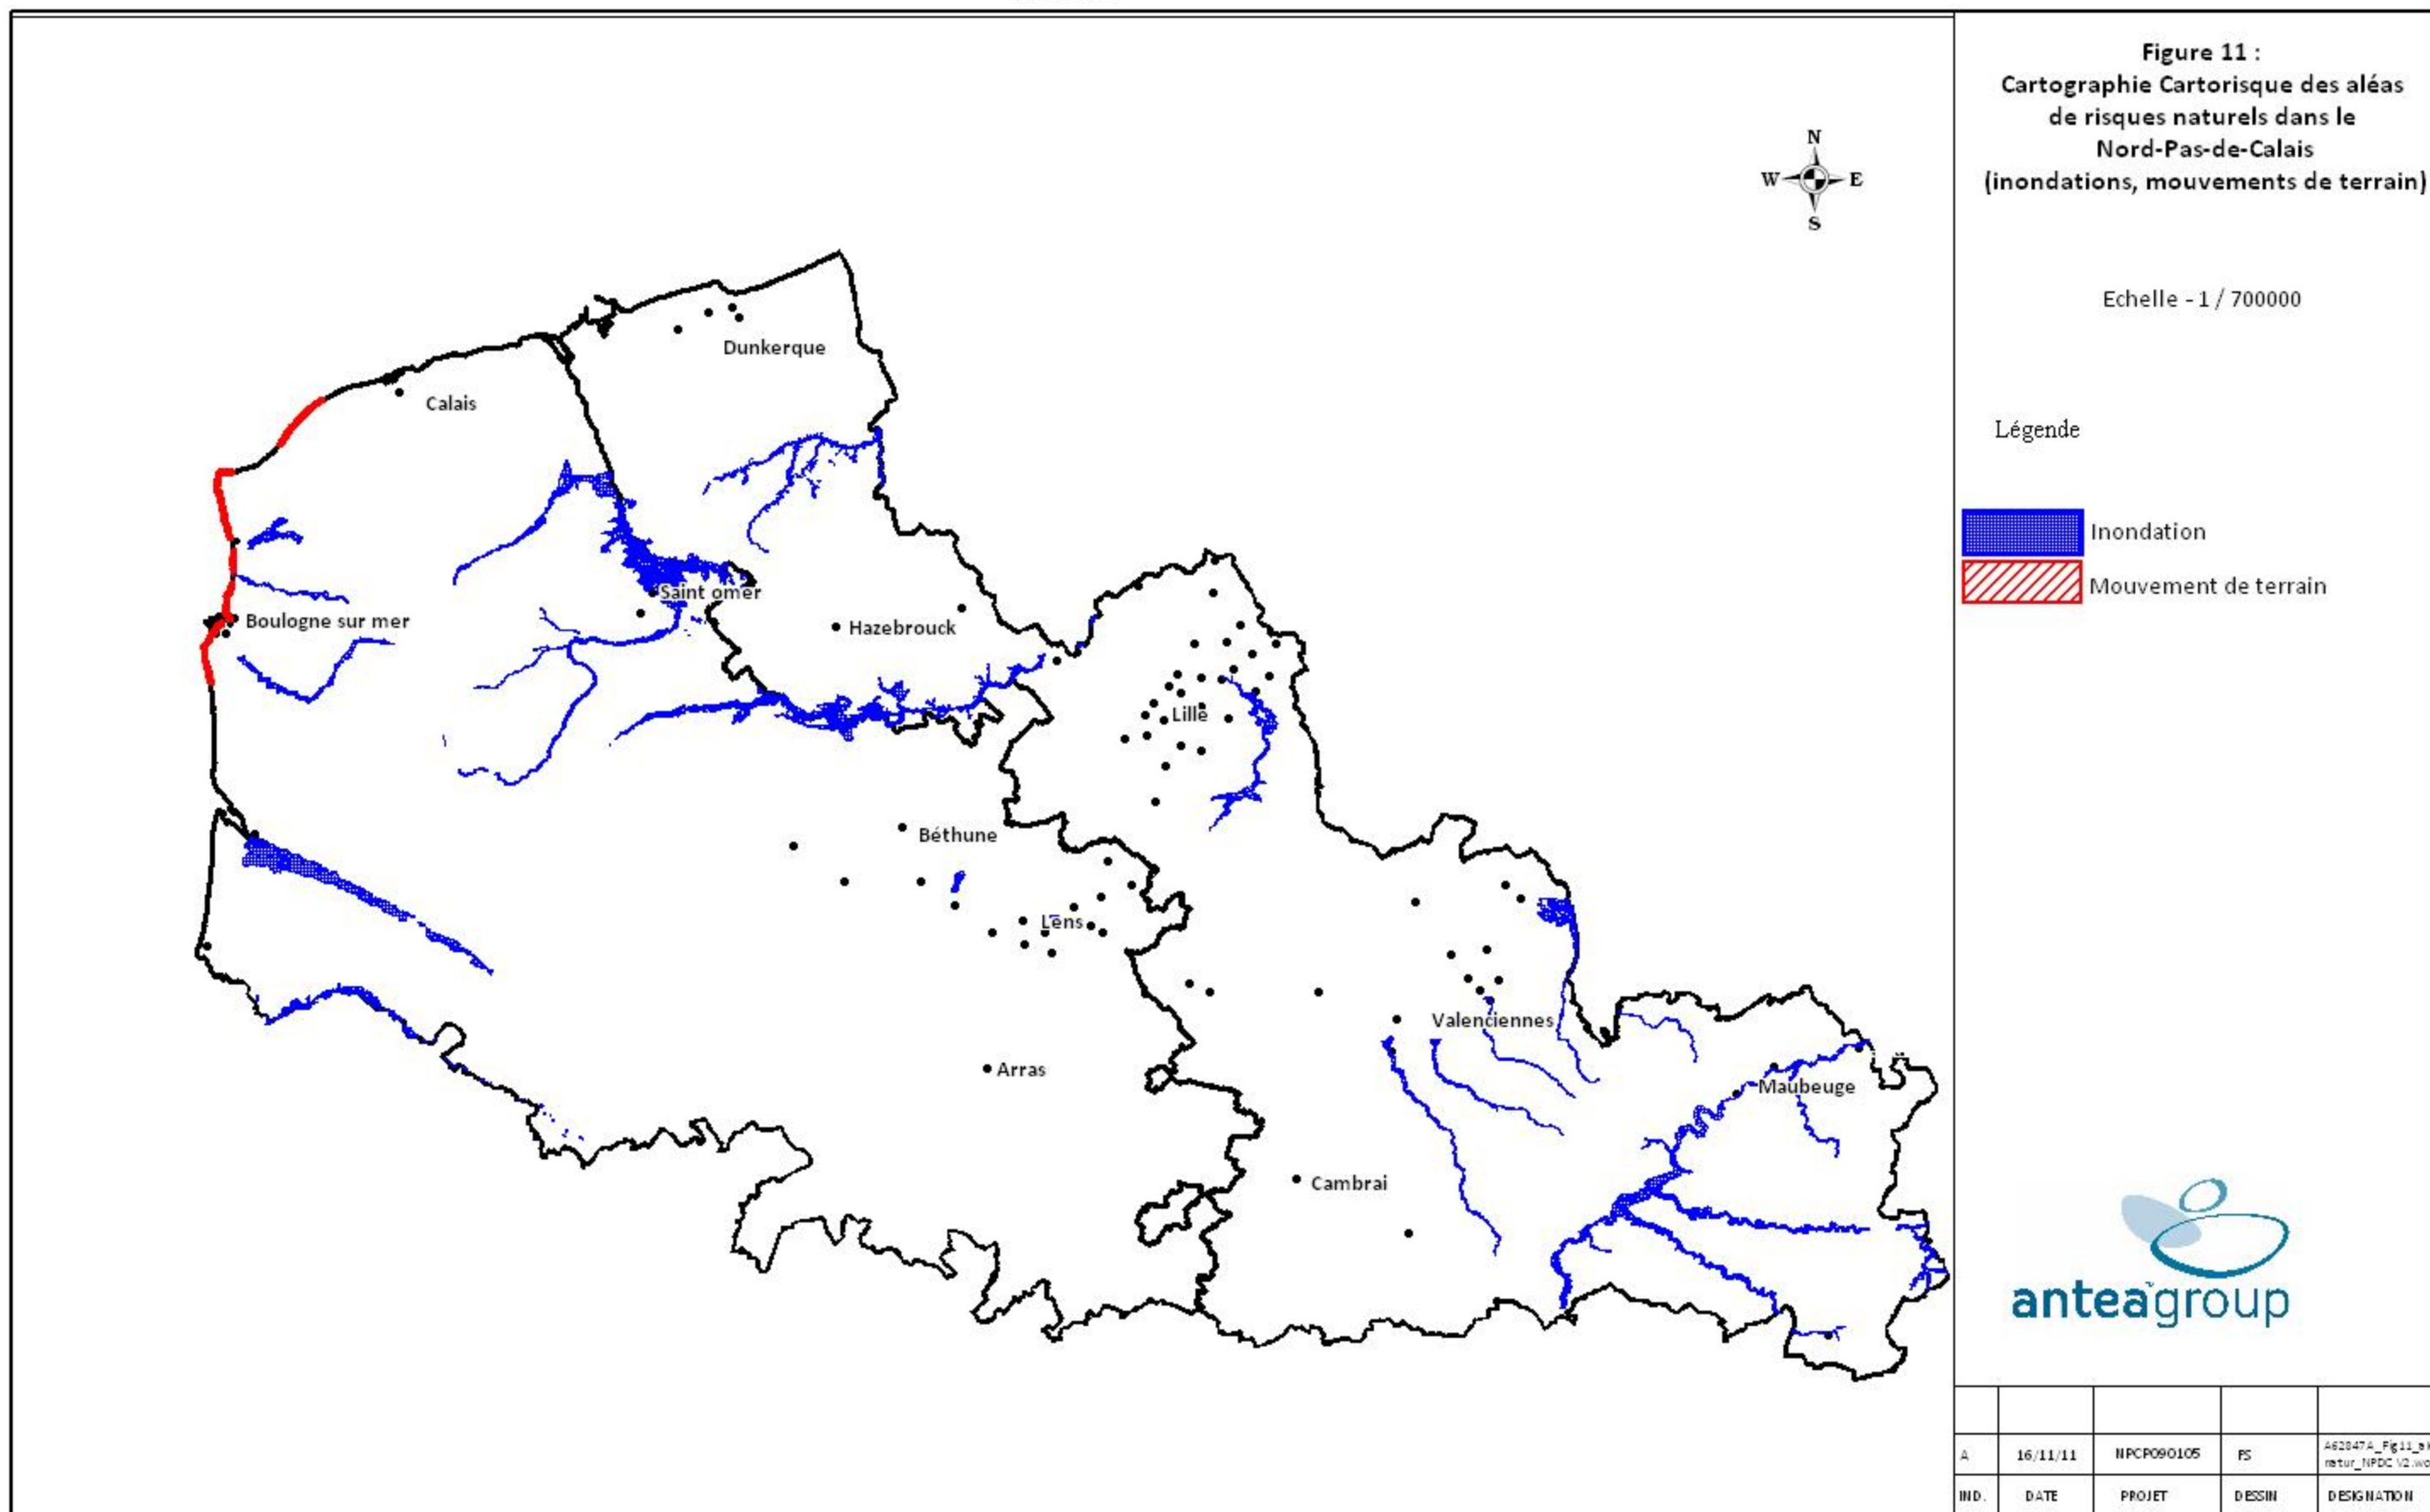 Figure 11 :
Cartographie Cartorisque des aléas
de risques naturels dans le
Nord-Pas-de-Calais
(inondations, mouvements de terrain)
N
W E
S
Echelle - 1 / 700000
Légende
Inondation
Mouvement de terrain
Dunkerque
Calais
Saint omer
Boulogne sur mer
Hazebrouck
Lille
Béthune
Lens
Valenciennes
Arras
Maubeuge
Cambrai
anteagroup
A 16/11/11 NPCP090105 FS
IND. DATE PROJET DESSIN DESIGNATION